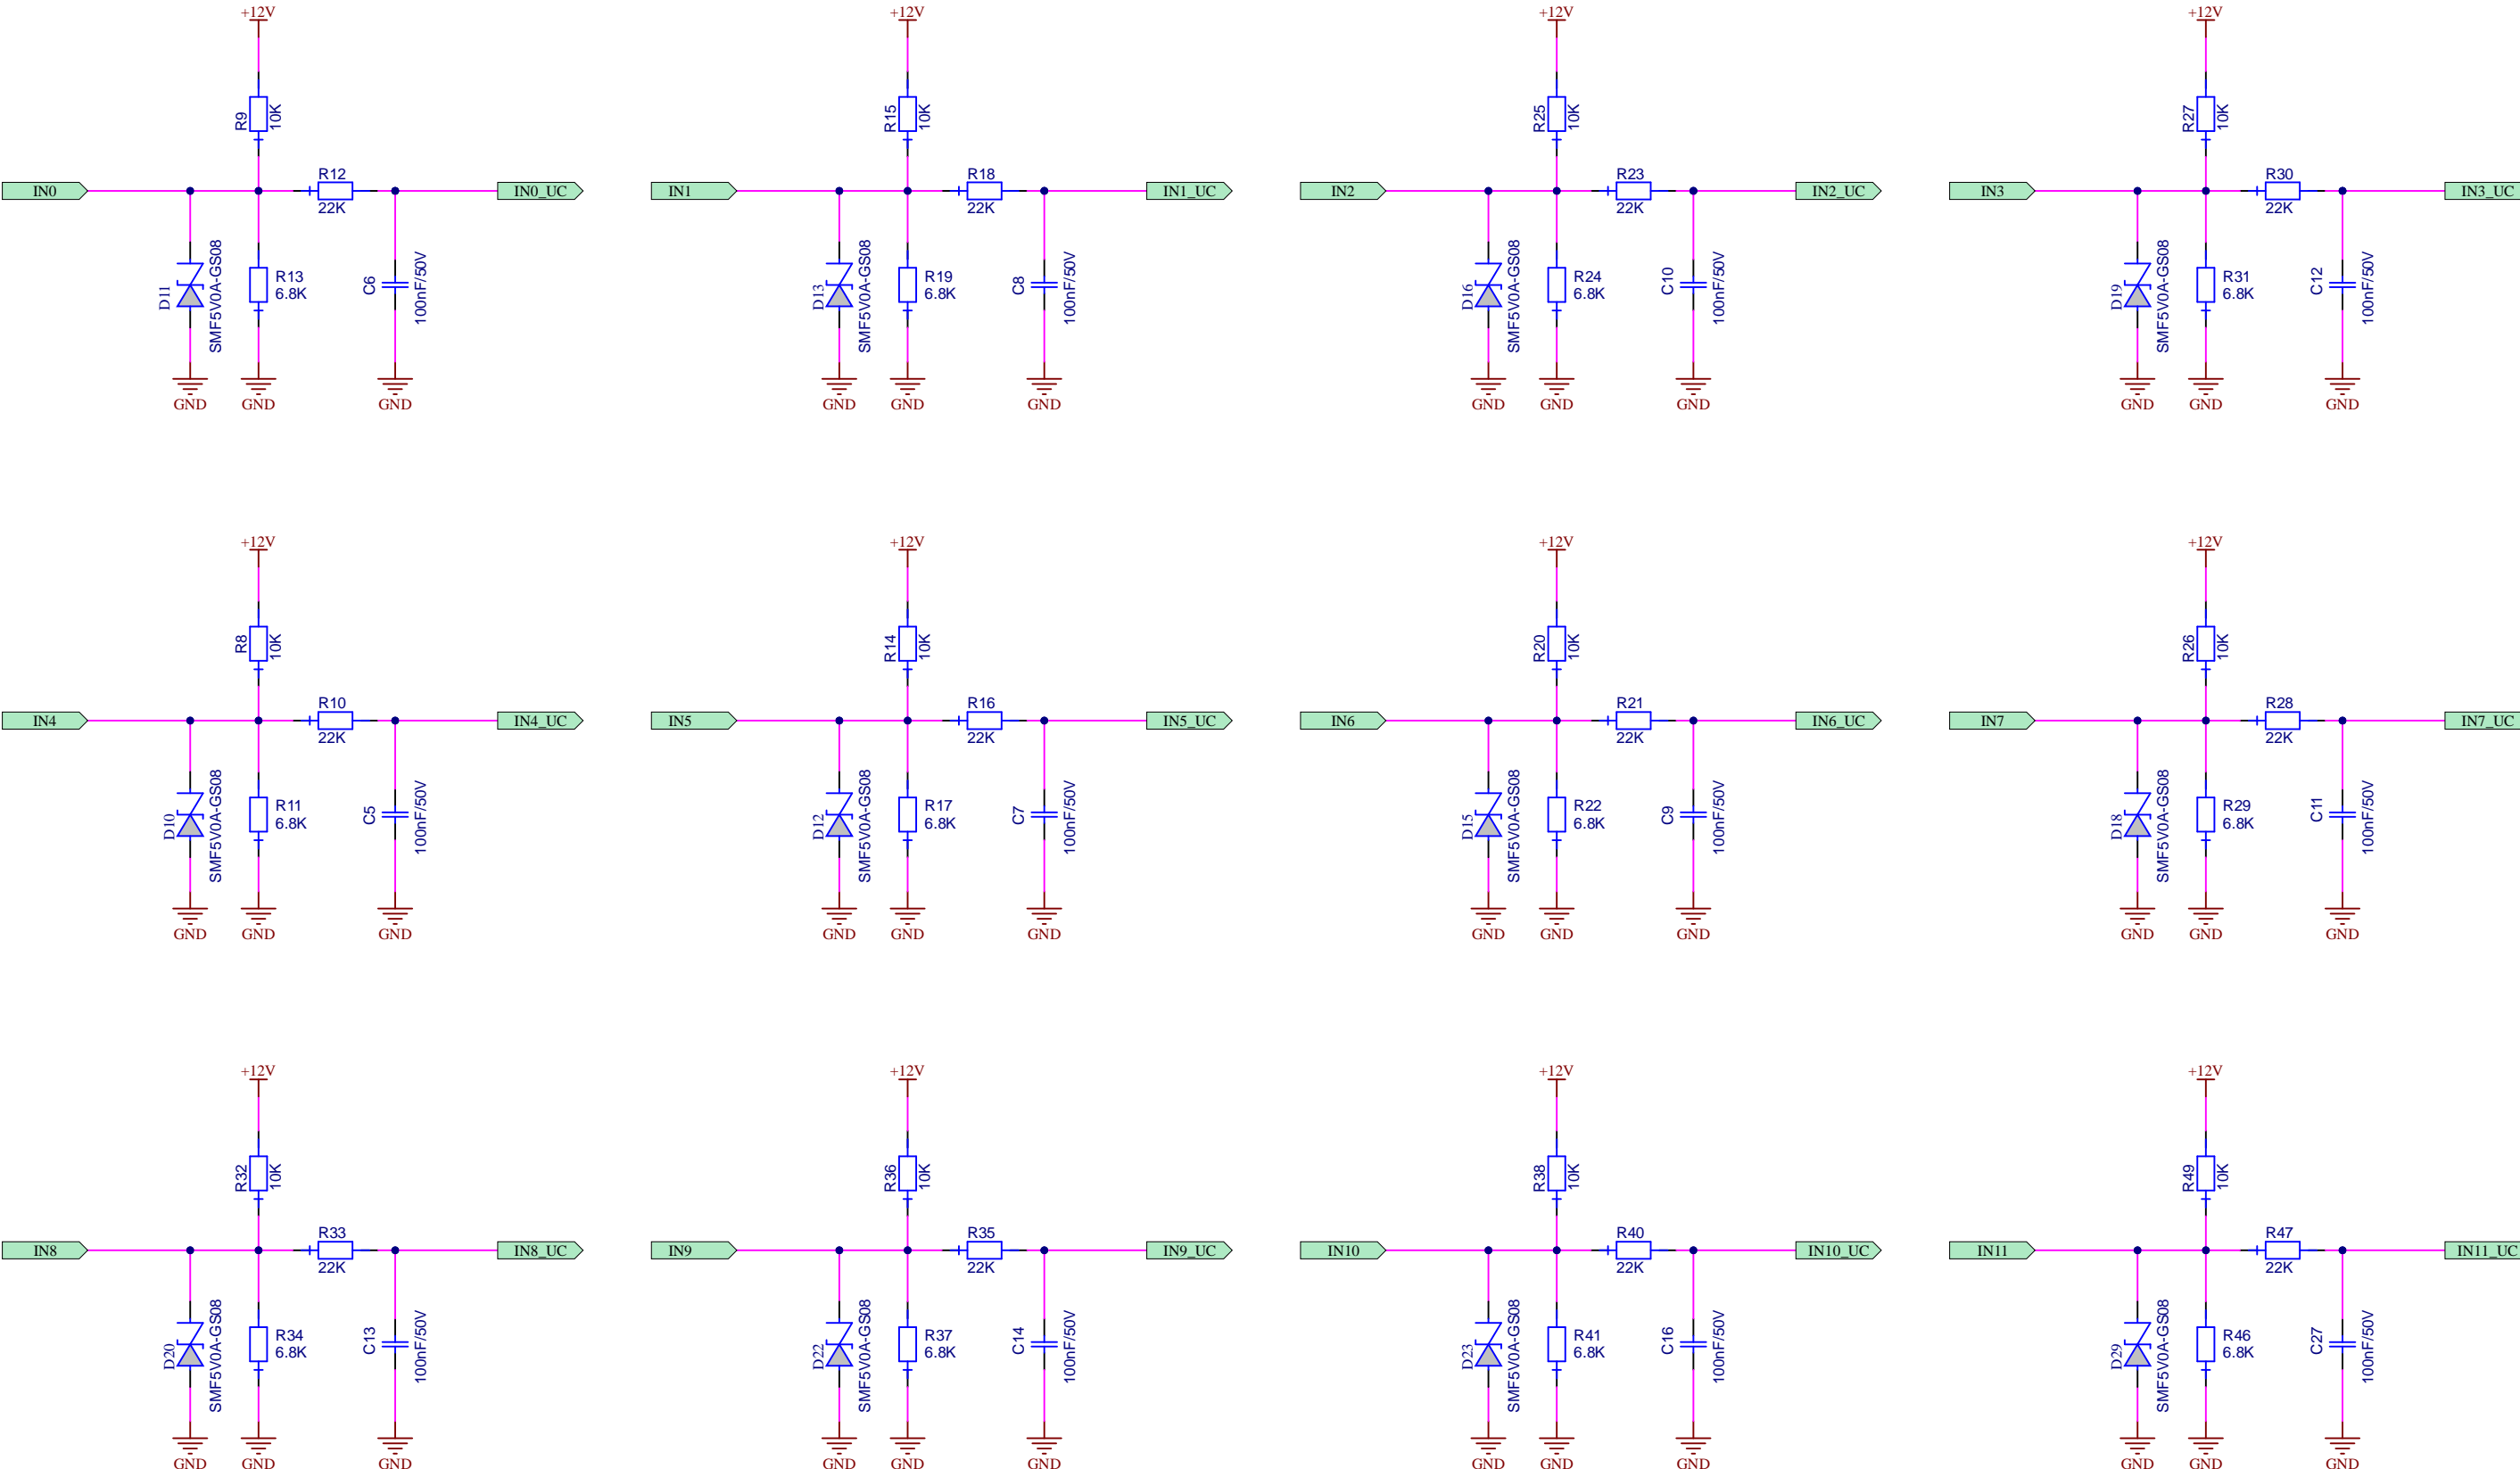 +12V
R9
10K
IN0
R12
22K
IN0_UC
D11
SMF5V0A-GS08
R13
6.8K
C6
100nF/50V
GND
GND
GND
+12V
R15
10K
IN1
R18
22K
IN1_UC
D13
SMF5V0A-GS08
R19
6.8K
C8
100nF/50V
GND
GND
GND
+12V
R25
10K
IN2
R23
22K
IN2_UC
D16
SMF5V0A-GS08
R24
6.8K
C10
100nF/50V
GND
GND
GND
+12V
R27
10K
IN3
R30
22K
IN3_UC
D19
SMF5V0A-GS08
R31
6.8K
C12
100nF/50V
GND
GND
GND
+12V
R8
10K
IN4
R10
22K
IN4_UC
D10
SMF5V0A-GS08
R11
6.8K
C5
100nF/50V
GND
GND
GND
+12V
R14
10K
IN5
R16
22K
IN5_UC
D12
SMF5V0A-GS08
R17
6.8K
C7
100nF/50V
GND
GND
GND
+12V
R20
10K
IN6
R21
22K
IN6_UC
D15
SMF5V0A-GS08
R22
6.8K
C9
100nF/50V
GND
GND
GND
+12V
R26
10K
IN7
R28
22K
IN7_UC
D18
SMF5V0A-GS08
R29
6.8K
C11
100nF/50V
GND
GND
GND
+12V
R32
10K
IN8
R33
22K
IN8_UC
D20
SMF5V0A-GS08
R34
6.8K
C13
100nF/50V
GND
GND
GND
+12V
R36
10K
IN9
R35
22K
IN9_UC
D22
SMF5V0A-GS08
R37
6.8K
C14
100nF/50V
GND
GND
GND
+12V
R38
10K
IN10
R40
22K
IN10_UC
D23
SMF5V0A-GS08
R41
6.8K
C16
100nF/50V
GND
GND
GND
+12V
R49
10K
IN11
R47
22K
IN11_UC
D29
SMF5V0A-GS08
R46
6.8K
C27
100nF/50V
GND
GND
GND